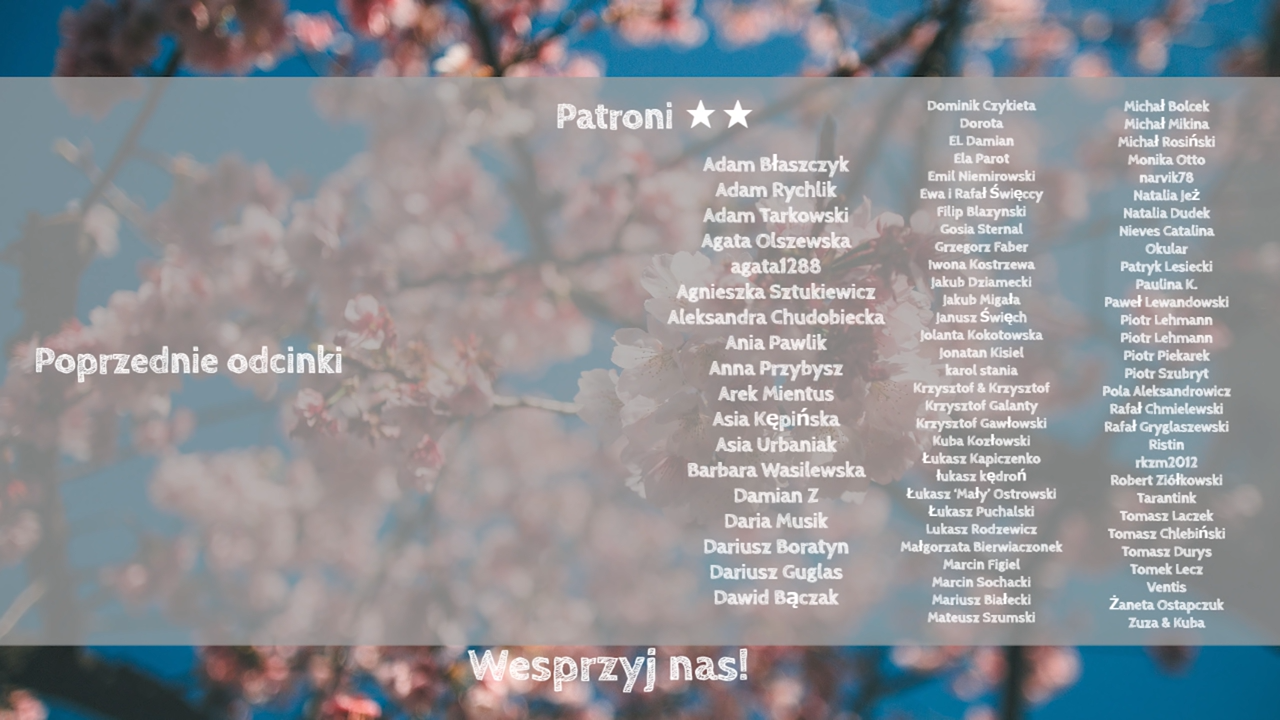 Patroni ★★
Adam Błaszczyk
Adam Rychlik
Adam Tarkowski
Agata Olszewska
agata1288
Agnieszka Sztukiewicz
Aleksandra Chudobiecka
Ania Pawlik
Anna Przybysz
Arek Mientus
Asia Kępińska
Asia Urbaniak
Barbara Wasilewska
Damian Z
Daria Musik
Dariusz Boratyn
Dariusz Guglas
Dawid Bączak
Dominik Czykieta
Dorota
EL Damian
Ela Parot
Emil Niemirowski
Ewa i Rafał Święccy
Filip Blazynski
Gosia Sternal
Grzegorz Faber
Iwona Kostrzewa
Jakub Dziamecki
Jakub Migała
Janusz Święch
Jolanta Kokotowska
Jonatan Kisiel
karol stania
Krzysztof & Krzysztof
Krzysztof Galanty
Krzysztof Gawłowski
Kuba Kozłowski
Łukasz Kapiczenko
łukasz kędroń
Łukasz ‘Mały’ Ostrowski
Łukasz Puchalski
Lukasz Rodzewicz
Małgorzata Bierwiaczonek
Marcin Figiel
Marcin Sochacki
Mariusz Białecki
Mateusz Szumski
Michał Bolcek
Michał Mikina
Michał Rosiński
Monika Otto
narvik78
Natalia Jeż
Natalia Dudek
Nieves Catalina
Okular
Patryk Lesiecki
Paulina K.
Paweł Lewandowski
Piotr Lehmann
Piotr Lehmann
Piotr Piekarek
Piotr Szubryt
Pola Aleksandrowicz
Rafał Chmielewski
Rafał Gryglaszewski
Ristin
rkzm2012
Robert Ziółkowski
Tarantink
Tomasz Laczek
Tomasz Chlebiński
Tomasz Durys
Tomek Lecz
Ventis
Żaneta Ostapczuk
Zuza & Kuba
Poprzednie odcinki
Wesprzyj nas!